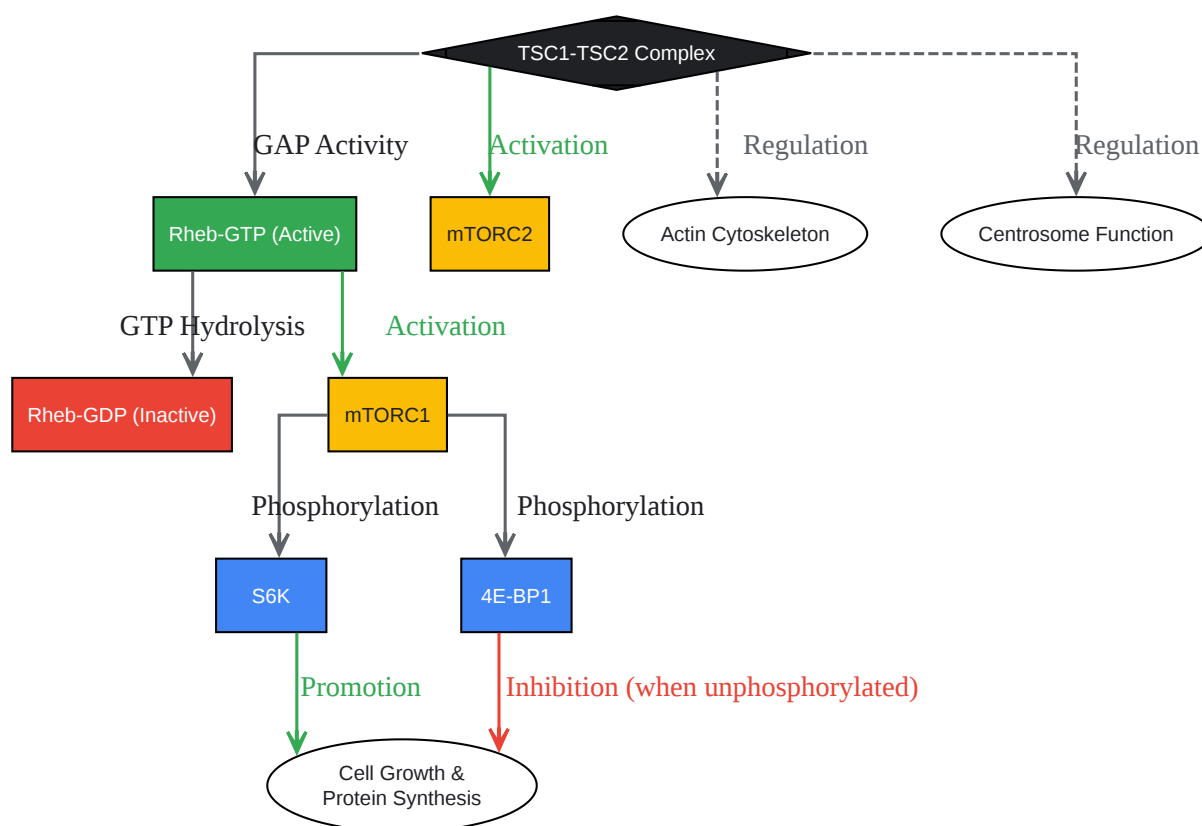 TSC1-TSC2 Complex
GAP Activity
Activation
Regulation
Regulation
Rheb-GTP (Active)
mTORC2
Actin Cytoskeleton
Centrosome Function
GTP Hydrolysis
Activation
Rheb-GDP (Inactive)
mTORC1
Phosphorylation
Phosphorylation
S6K
4E-BP1
Promotion
Inhibition (when unphosphorylated)
Cell Growth &
Protein Synthesis